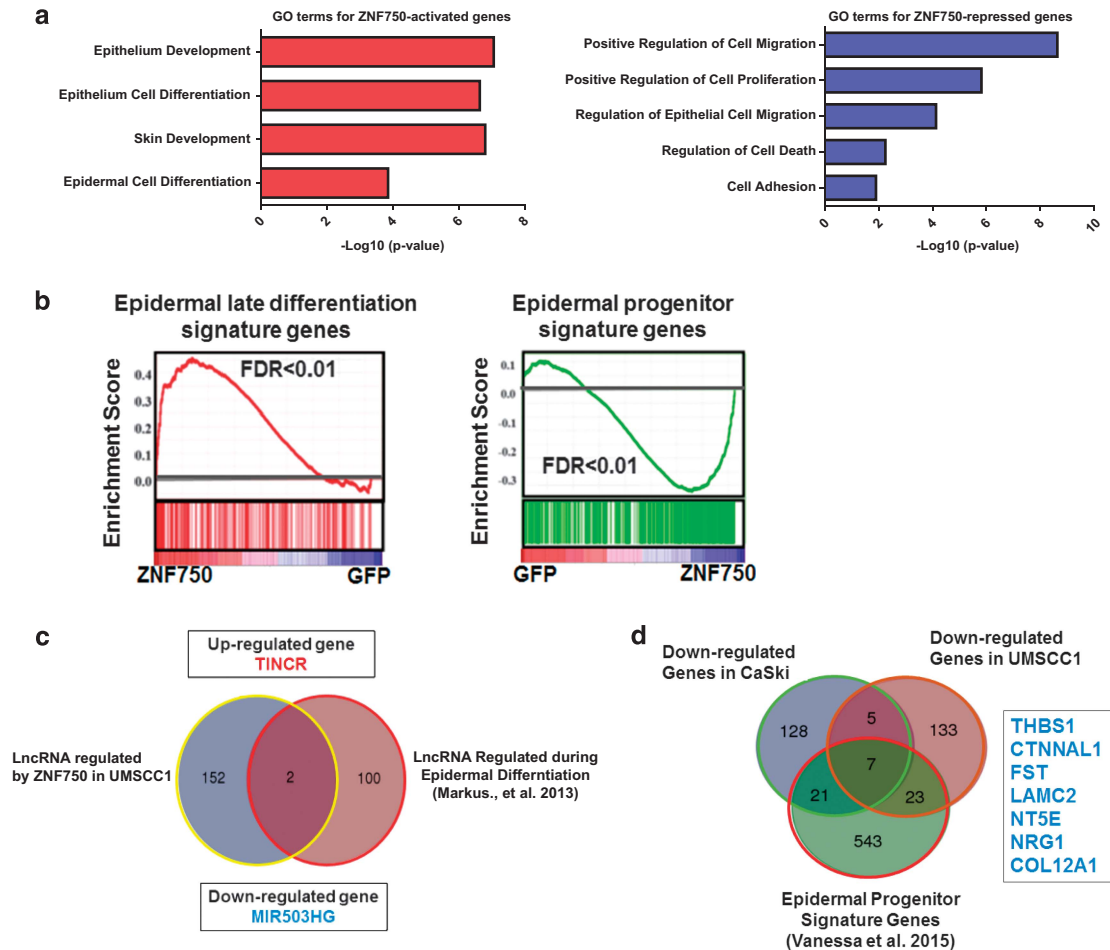 a
GO terms for ZNF750-activated genes
Epithelium Development
Epithelium Cell Differentiation
Skin Development
Epidermal Cell Differentiation
0 2 4 6 8
-Log10 (p-value)
GO terms for ZNF750-repressed genes
Positive Regulation of Cell Migration
Positive Regulation of Cell Proliferation
Regulation of Epithelial Cell Migration
Regulation of Cell Death
Cell Adhesion
0 2 4 6 8 10
-Log10 (p-value)
b
Epidermal late differentiation
signature genes
Enrichment Score
0.4
0.3
0.2
0.1
0.0
FDR<0.01
ZNF750 GFP
Epidermal progenitor
signature genes
Enrichment Score
0.1
0.0
-0.1
-0.2
-0.3
FDR<0.01
GFP ZNF750
c
Up-regulated gene
TINCR
LncRNA regulated
by ZNF750 in UMSCC1
152 2 100
LncRNA Regulated during
Epidermal Differntiation
(Markus., et al. 2013)
Down-regulated gene
MIR503HG
d
Down-regulated
Genes in CaSki
Down-regulated
Genes in UMSCC1
128 5 133
7
21 23
543
Epidermal Progenitor
Signature Genes
(Vanessa et al. 2015)
THBS1
CTNNAL1
FST
LAMC2
NT5E
NRG1
COL12A1